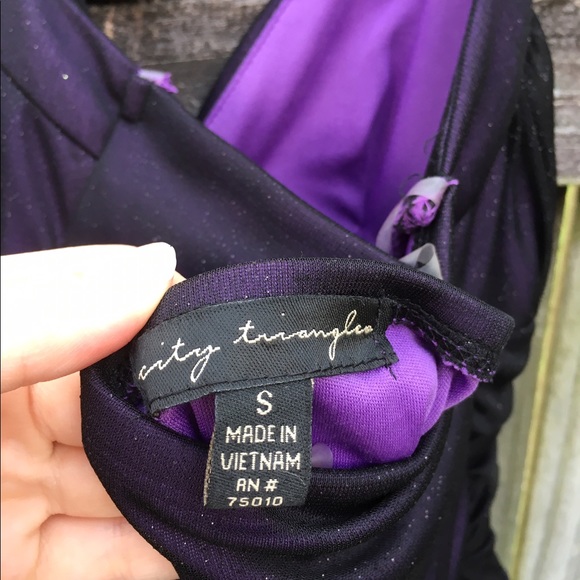 city triangles
S
MADE IN
VIETNAM
RN #
75010